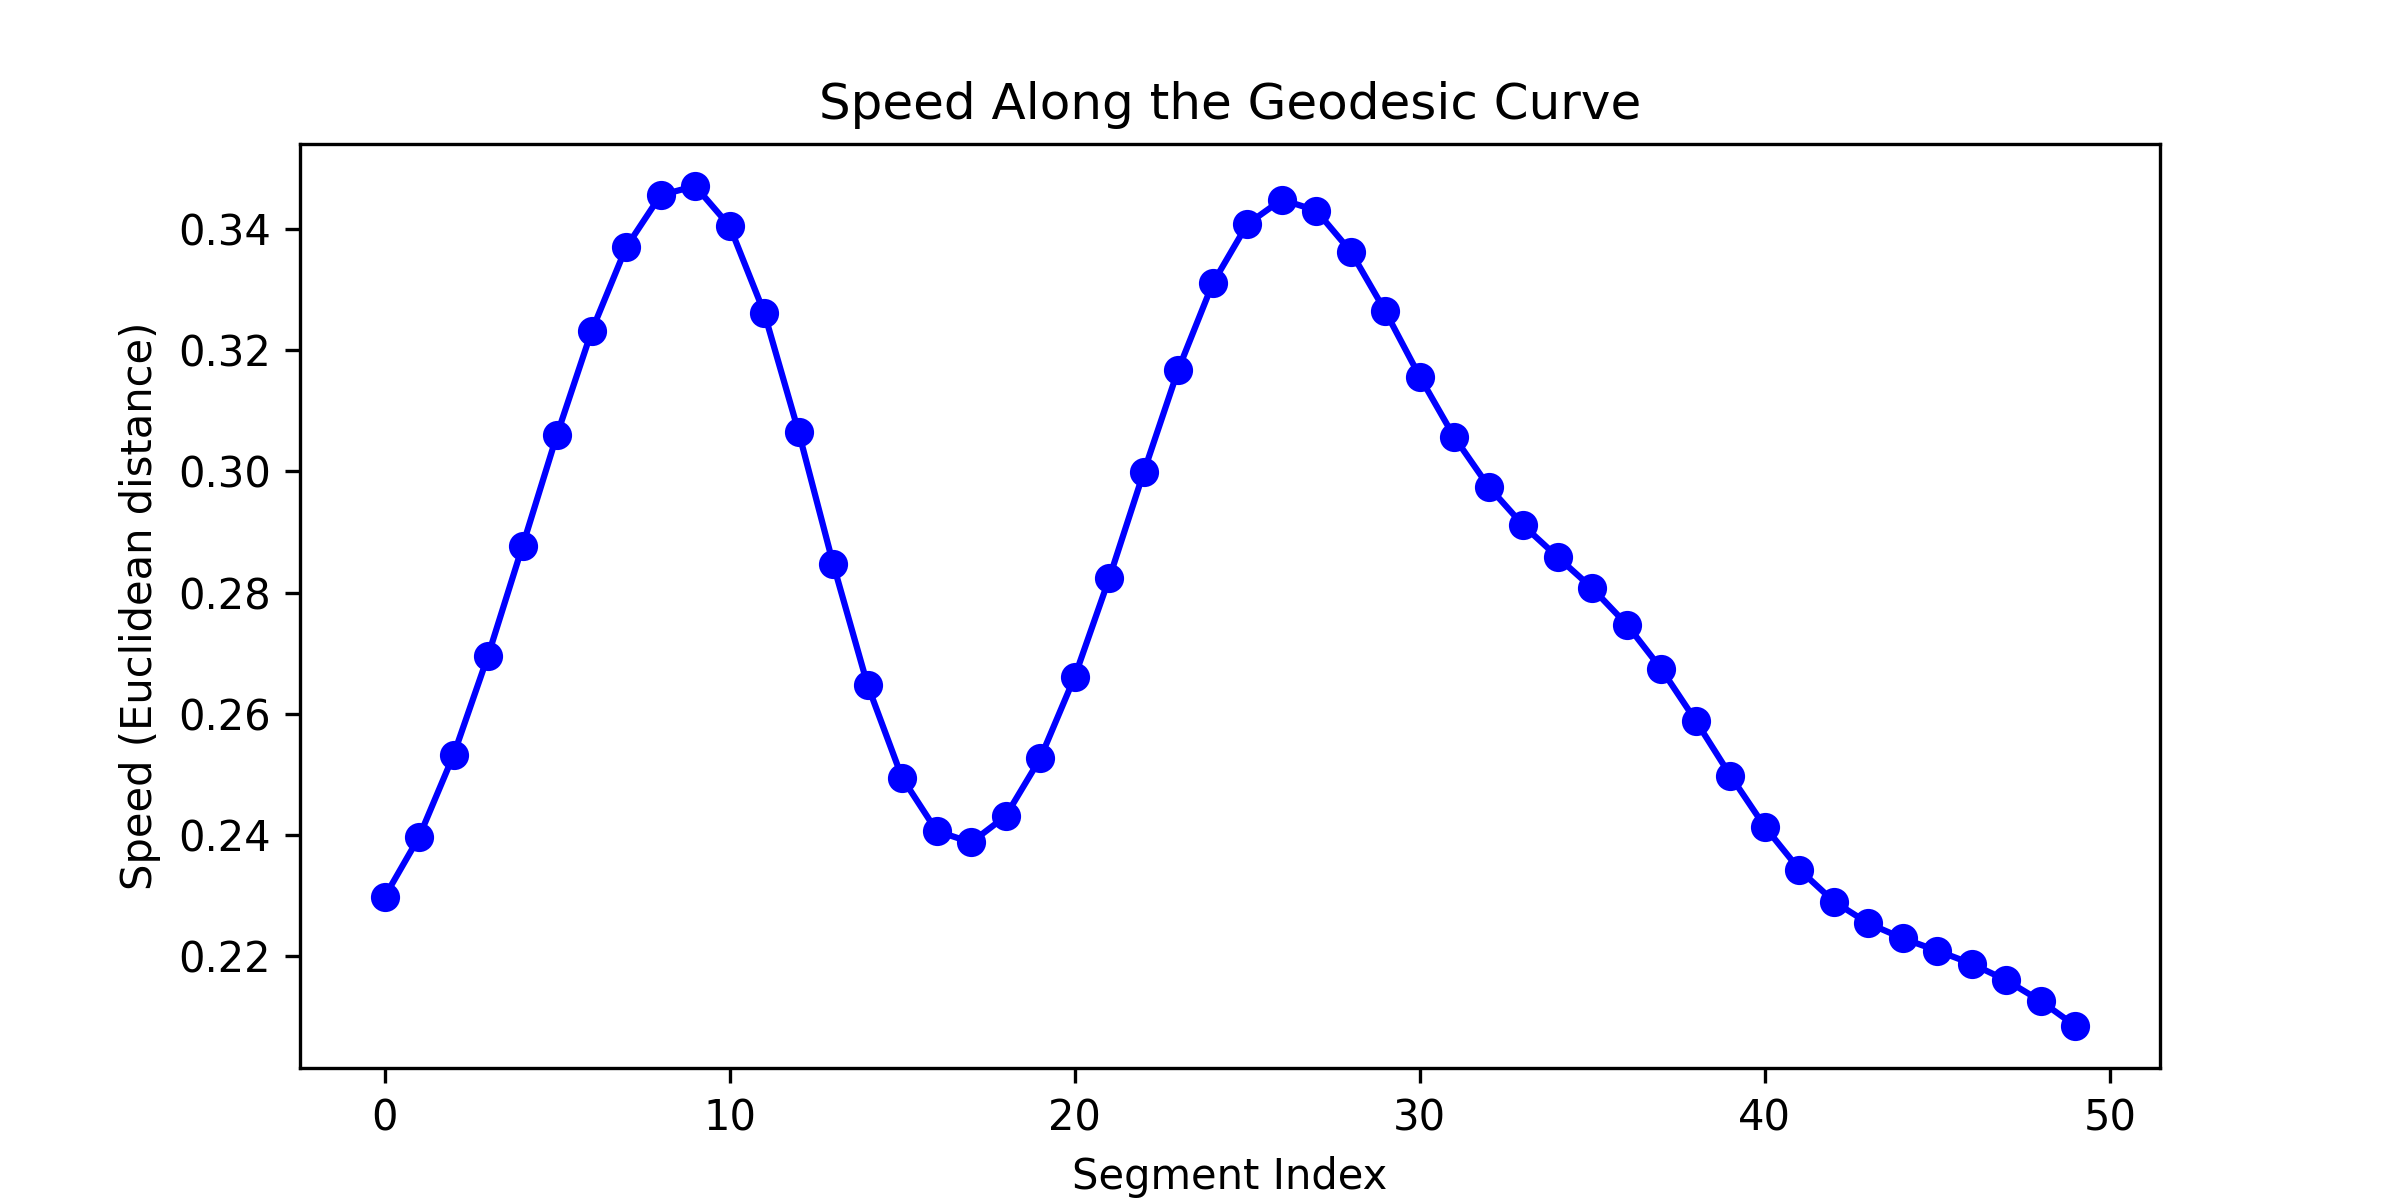 Speed Along the Geodesic Curve
Speed (Euclidean distance)
0.34
0.32
0.30
0.28
0.26
0.24
0.22
0 10 20 30 40 50
Segment Index